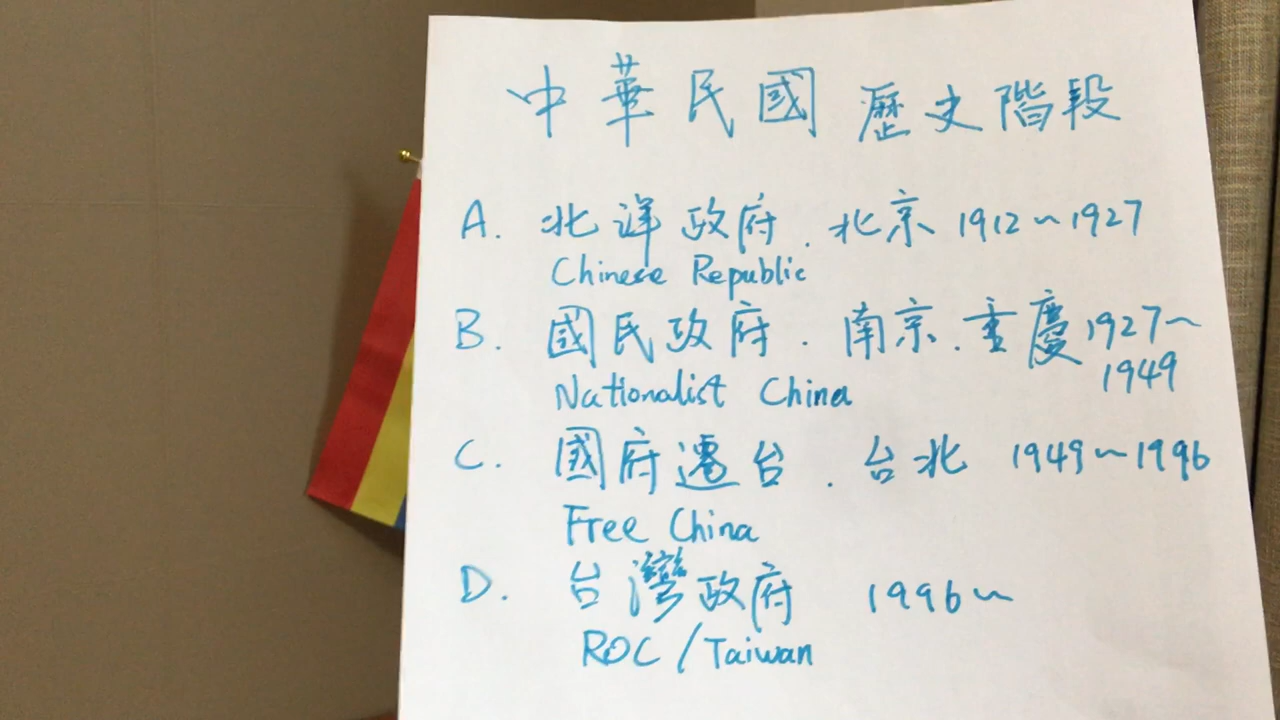 中華民國 歷史階段
A. 北洋政府．北京 1912～1927
Chinese Republic
B. 國民政府．南京．重慶 1927～
1949
Nationalist China
C. 國府遷台．台北 1949～1996
Free China
D. 台灣政府 1996～
ROC / Taiwan